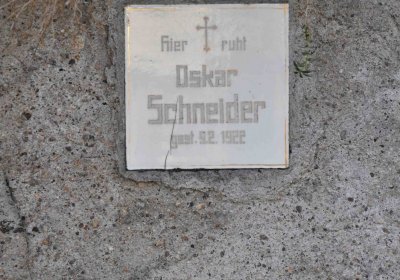 Hier ruht
Oskar
Schneider
gest. 9.2. 1922